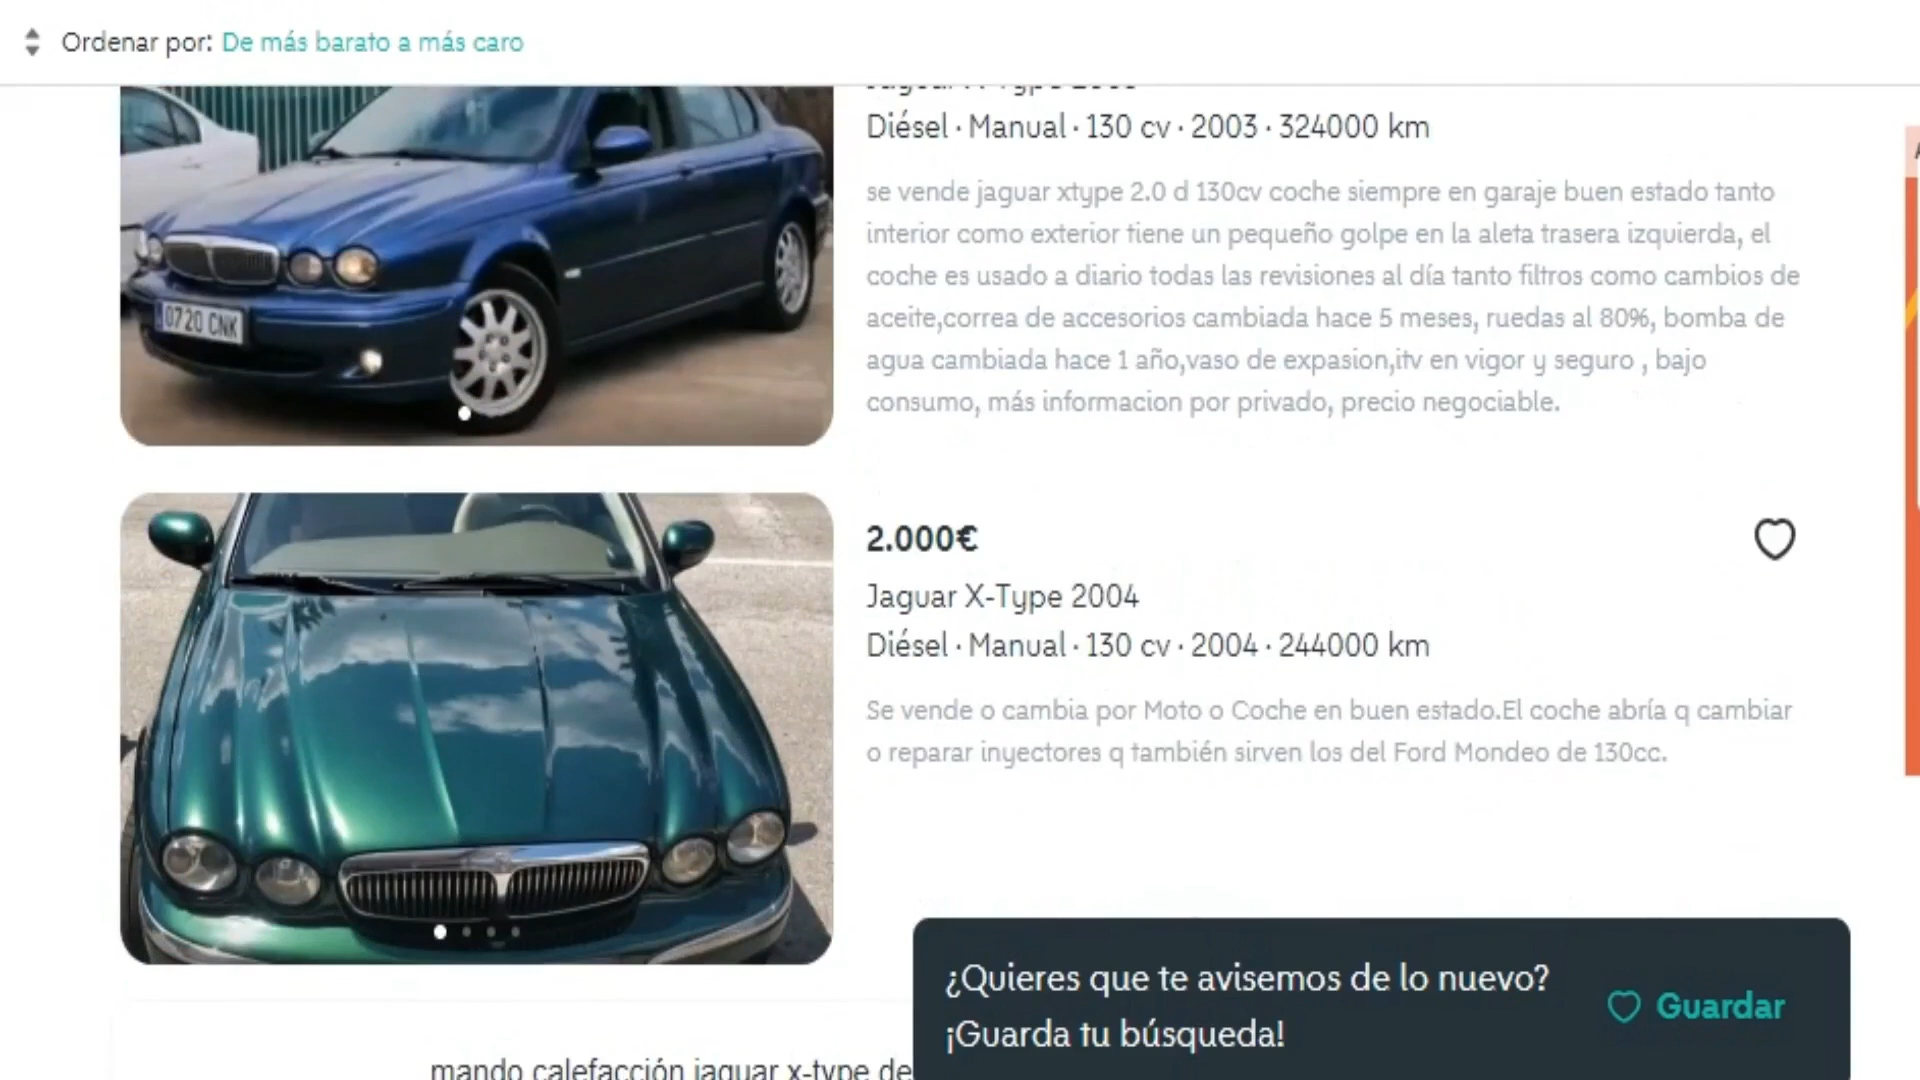 Ordenar por: De más barato a más caro
Diésel · Manual · 130 cv · 2003 · 324000 km
se vende jaguar xtype 2.0 d 130cv coche siempre en garaje buen estado tanto
interior como exterior tiene un pequeño golpe en la aleta trasera izquierda, el
coche es usado a diario todas las revisiones al día tanto filtros como cambios de
aceite,correa de accesorios cambiada hace 5 meses, ruedas al 80%, bomba de
agua cambiada hace 1 año,vaso de expasion,itv en vigor y seguro , bajo
consumo, más informacion por privado, precio negociable.
0720 CNK
2.000€
Jaguar X-Type 2004
Diésel · Manual · 130 cv · 2004 · 244000 km
Se vende o cambia por Moto o Coche en buen estado.El coche abría q cambiar
o reparar inyectores q también sirven los del Ford Mondeo de 130cc.
¿Quieres que te avisemos de lo nuevo?
¡Guarda tu búsqueda!
Guardar
mando calefacción jaguar x-type de